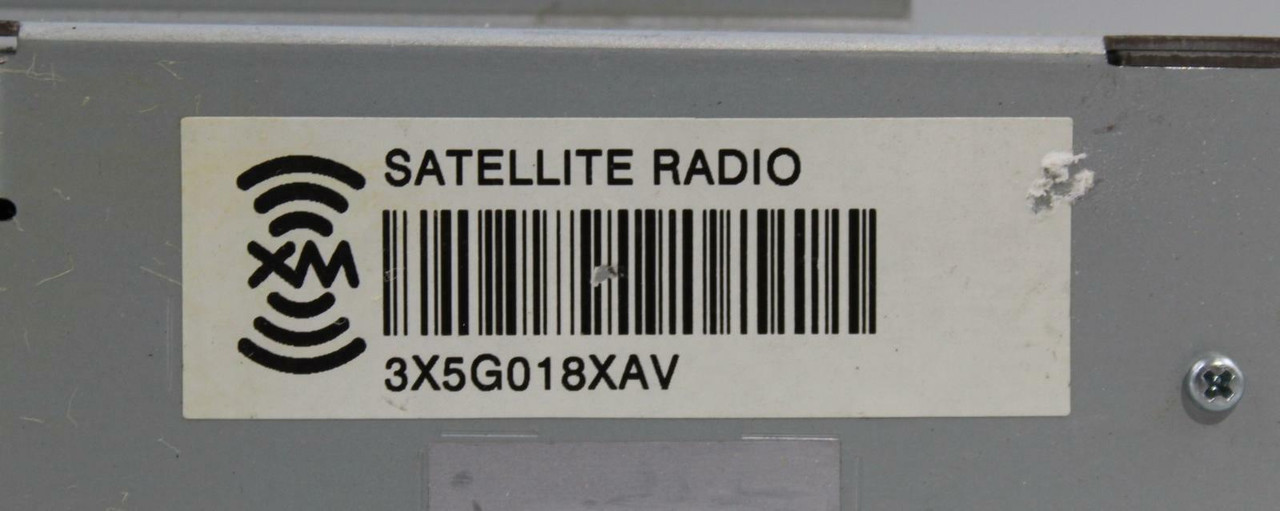 SATELLITE RADIO
XM
3X5G018XAV